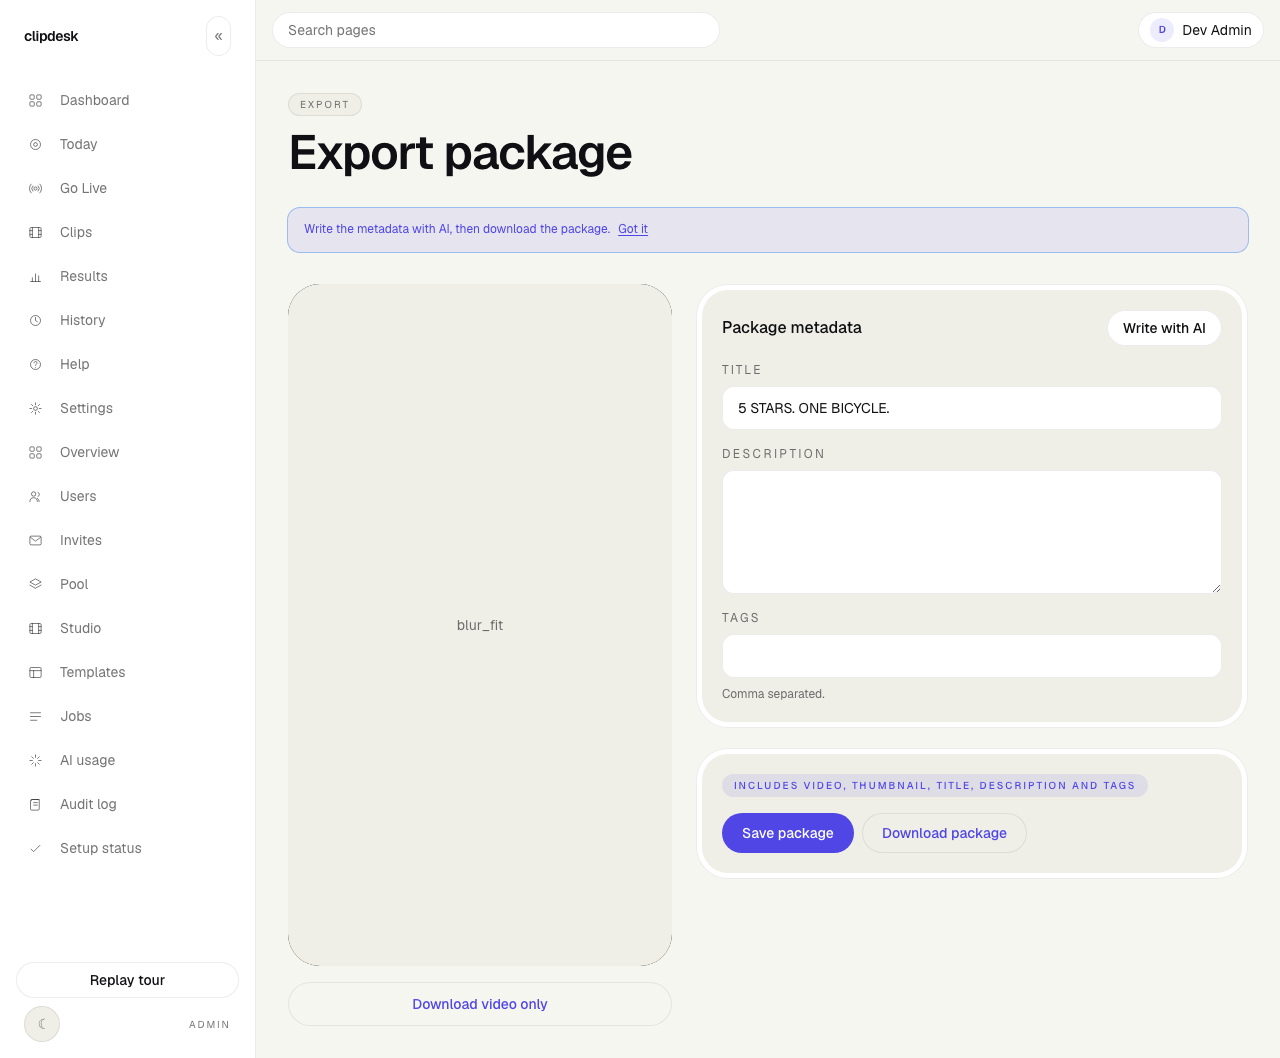 clipdesk
«
Search pages
D
Dev Admin
Dashboard
Today
Go Live
Clips
Results
History
Help
Settings
Overview
Users
Invites
Pool
Studio
Templates
Jobs
AI usage
Audit log
Setup status
Replay tour
ADMIN
EXPORT
Export package
Write the metadata with AI, then download the package. Got it
blur_fit
Download video only
Package metadata
Write with AI
TITLE
5 STARS. ONE BICYCLE.
DESCRIPTION
TAGS
Comma separated.
INCLUDES VIDEO, THUMBNAIL, TITLE, DESCRIPTION AND TAGS
Save package
Download package